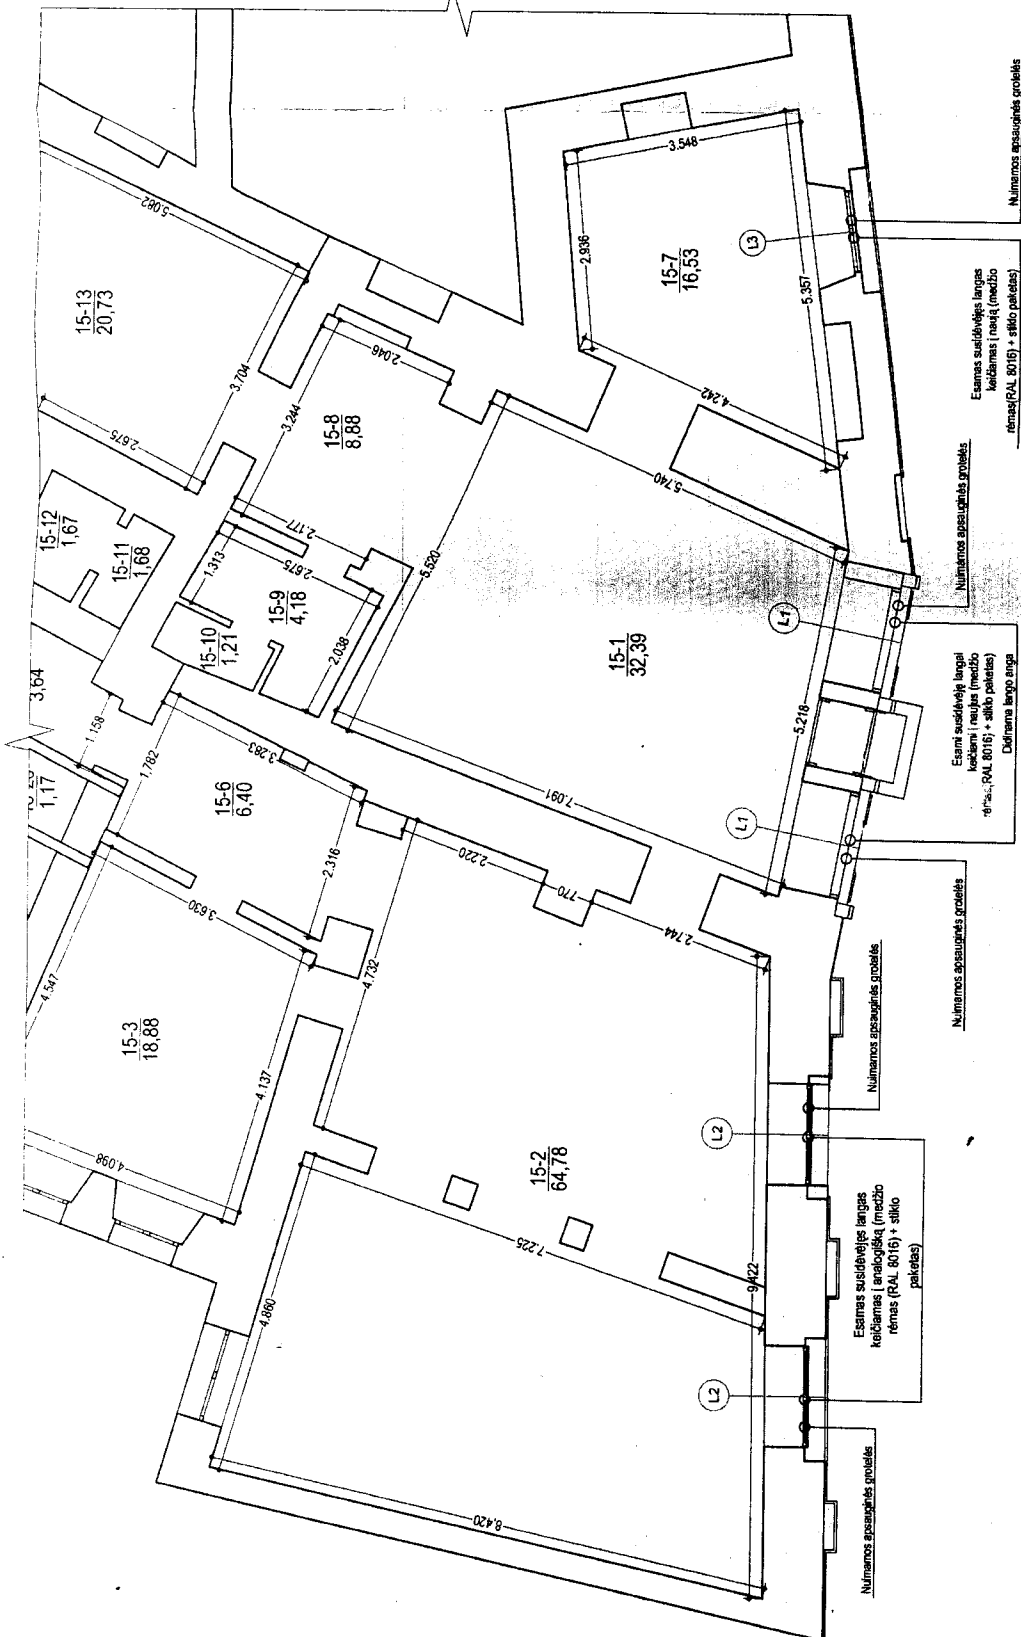 15-13
20,73
5.082
3.704
2.675
15-12
1,67
15-11
1,68
3,64
1,17
1.158
1.782
15-10
1,21
15-9
4,18
1.313
2.675
2.038
2.177
15-8
8,88
3.244
2.046
15-7
16,53
3.548
2.936
5.357
4.242
L3
15-1
32,39
5.520
5.740
7.091
5.218
L1
L1
15-6
6,40
3.283
2.316
3.630
15-3
18,88
4.547
4.137
4.098
15-2
64,78
4.732
2.220
770
2.744
7.225
9.422
4.860
8.420
L2
L2
Nuimamos apsauginės grotelės
Esamas susidėvėjęs langas
keičiamas į naują (medžio
rėmas(RAL 8016) + stiklo paketas)
Nuimamos apsauginės grotelės
Esami susidėvėję langai
keičiami į naujus (medžio
(RAL 8016) + stiklo paketas)
Didinama lango anga
Nuimamos apsauginės grotelės
Nuimamos apsauginės grotelės
Esamas susidėvėjęs langas
keičiamas į analogišką (medžio
rėmas (RAL 8016) + stiklo
paketas)
Nuimamos apsauginės grotelės